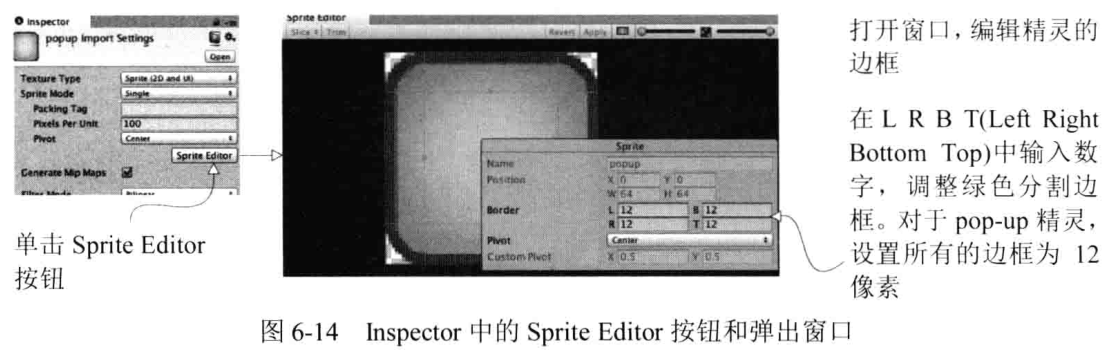 Inspector
popup Import Settings
Open
Texture Type Sprite (2D and UI)
Sprite Mode Single
Packing Tag
Pixels Per Unit 100
Pivot Center
Sprite Editor
Generate Mip Maps
Filter Mode Bilinear
单击 Sprite Editor
按钮
Sprite Editor
Slice Trim Revert Apply
Sprite
Name popup
Position X 0 Y 0
W 64 H 64
Border L 12 B 12
R 12 T 12
Pivot Center
Custom Pivot X 0.5 Y 0.5
打开窗口，编辑精灵的
边框
在 L R B T(Left Right
Bottom Top)中输入数
字，调整绿色分割边
框。对于 pop-up 精灵，
设置所有的边框为 12
像素
图 6-14 Inspector 中的 Sprite Editor 按钮和弹出窗口